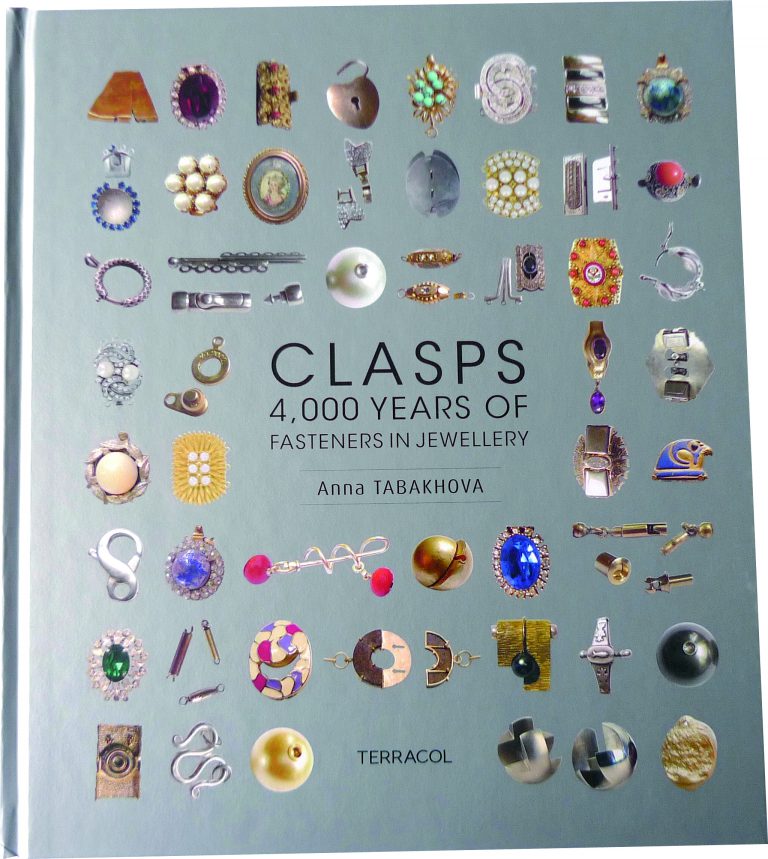 CLASPS
4,000 YEARS OF
FASTENERS IN JEWELLERY
Anna TABAKHOVA
TERRACOL